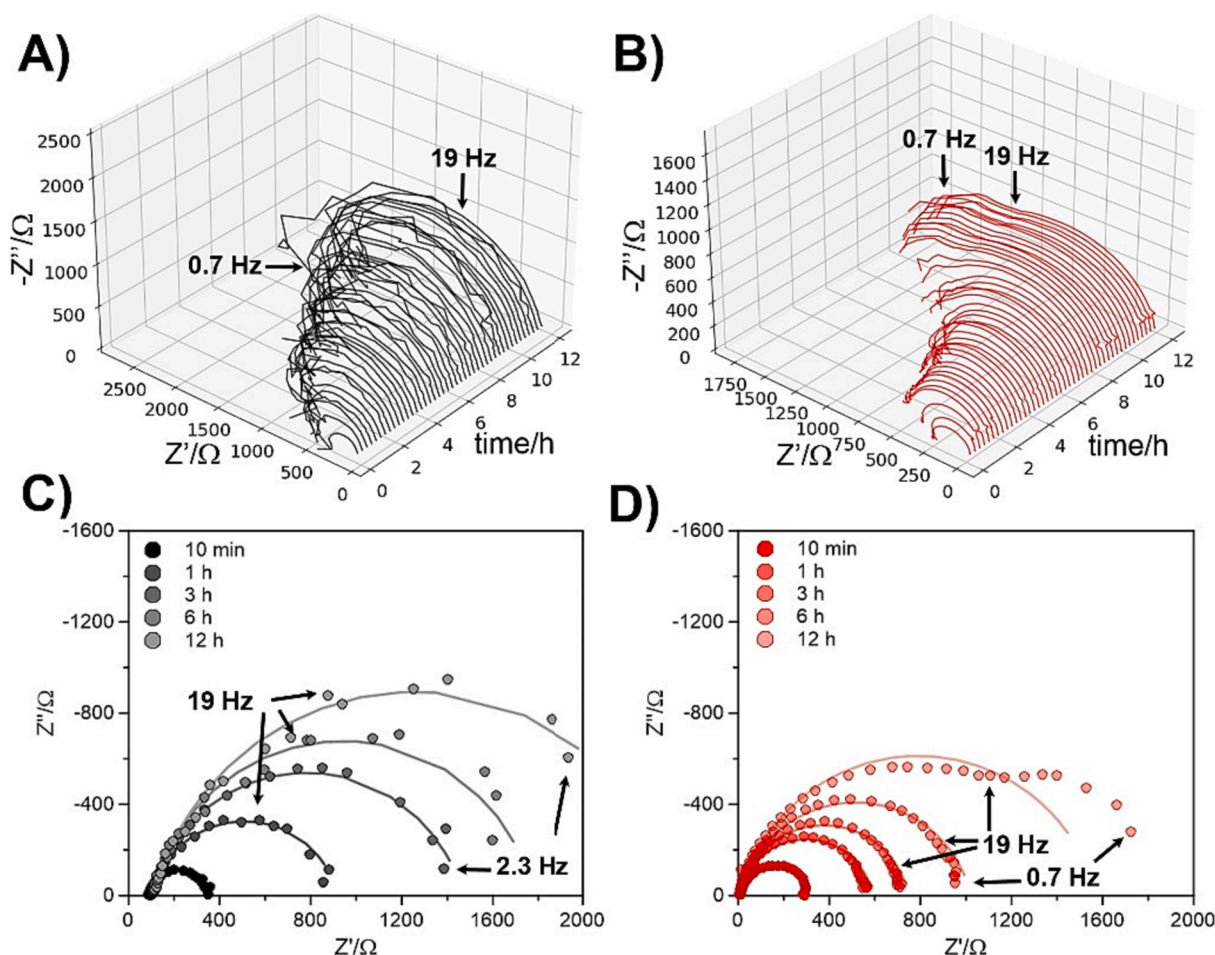 A)
2500
2000
1500
1000
500
0
-Z''/Ω
19 Hz
0.7 Hz
2500
2000
1500
1000
500
0
Z'/Ω
0
2
4
6
8
10
12
time/h
B)
1600
1400
1200
1000
800
600
400
200
0
-Z''/Ω
0.7 Hz
19 Hz
1750
1500
1250
1000
750
500
250
0
Z'/Ω
0
2
4
6
8
10
12
time/h
C)
-1600
-1200
-800
-400
0
Z''/Ω
10 min
1 h
3 h
6 h
12 h
19 Hz
2.3 Hz
0
400
800
1200
1600
2000
Z'/Ω
D)
-1600
-1200
-800
-400
0
Z''/Ω
10 min
1 h
3 h
6 h
12 h
19 Hz
0.7 Hz
0
400
800
1200
1600
2000
Z'/Ω